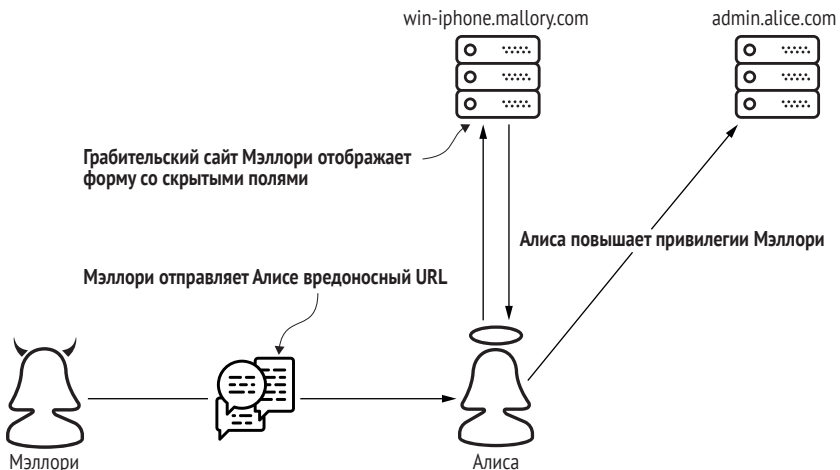 win-iphone.mallory.com
admin.alice.com
Грабительский сайт Мэллори отображает
форму со скрытыми полями
Алиса повышает привилегии Мэллори
Мэллори отправляет Алисе вредоносный URL
Мэллори
Алиса